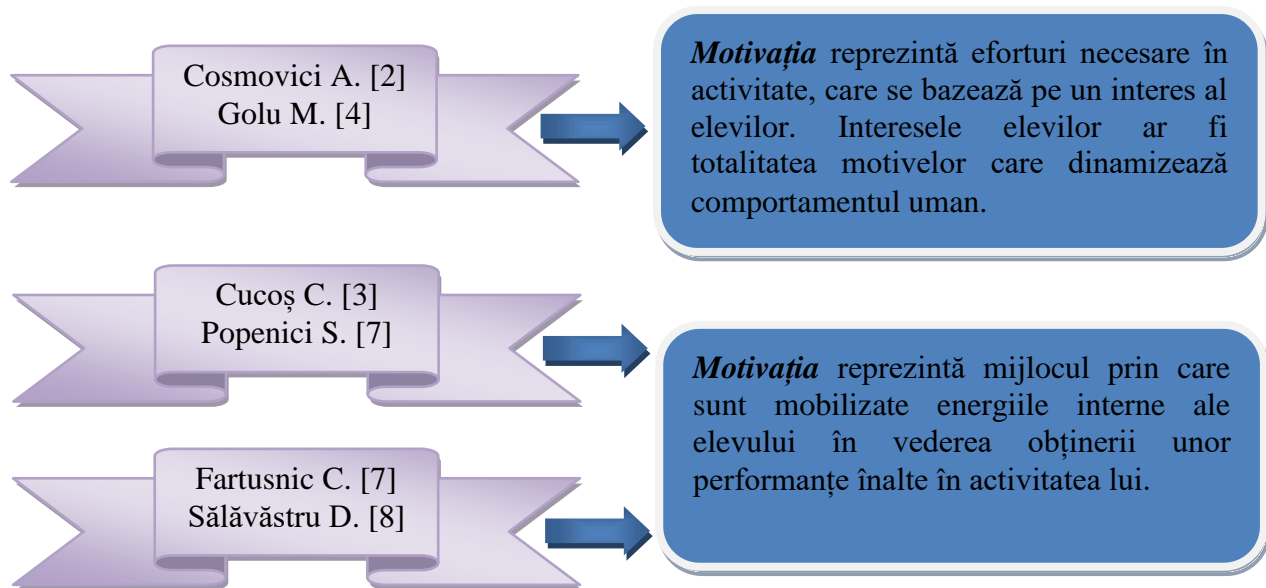 Cosmovici A. [2]
Golu M. [4]
Motivația reprezintă eforturi necesare în
activitate, care se bazează pe un interes al
elevilor. Interesele elevilor ar fi
totalitatea motivelor care dinamizează
comportamentul uman.
Cucoș C. [3]
Popenici S. [7]
Fartusnic C. [7]
Sălăvăstru D. [8]
Motivația reprezintă mijlocul prin care
sunt mobilizate energiile interne ale
elevului în vederea obținerii unor
performanțe înalte în activitatea lui.